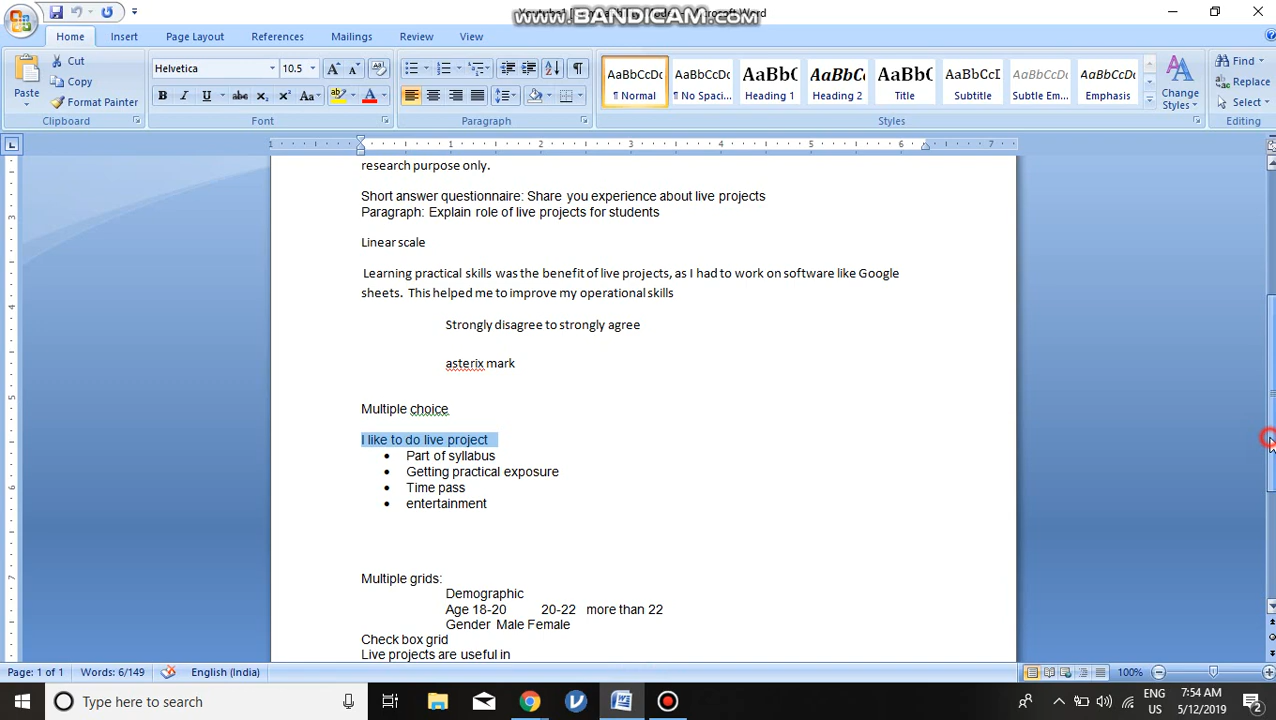 www.BANDICAM.com
Home Insert Page Layout References Mailings Review View
Paste
Cut
Copy
Format Painter
Clipboard
Helvetica 10.5
Font
Paragraph
AaBbCcDc AaBbCcDc AaBbC AaBbCc AaBbC AaBbCcI AaBbCcDc AaBbCcDc
¶ Normal ¶ No Spaci... Heading 1 Heading 2 Title Subtitle Subtle Em... Emphasis
Change Styles
Styles
Find
Replace
Select
Editing
research purpose only.
Short answer questionnaire: Share you experience about live projects
Paragraph: Explain role of live projects for students
Linear scale
Learning practical skills was the benefit of live projects, as I had to work on software like Google
sheets. This helped me to improve my operational skills
Strongly disagree to strongly agree
asterix mark
Multiple choice
I like to do live project
• Part of syllabus
• Getting practical exposure
• Time pass
• entertainment
Multiple grids:
Demographic
Age 18-20 20-22 more than 22
Gender Male Female
Check box grid
Live projects are useful in
Page: 1 of 1 Words: 6/149 English (India) 100%
Type here to search
ENG
US
7:54 AM
5/12/2019
2